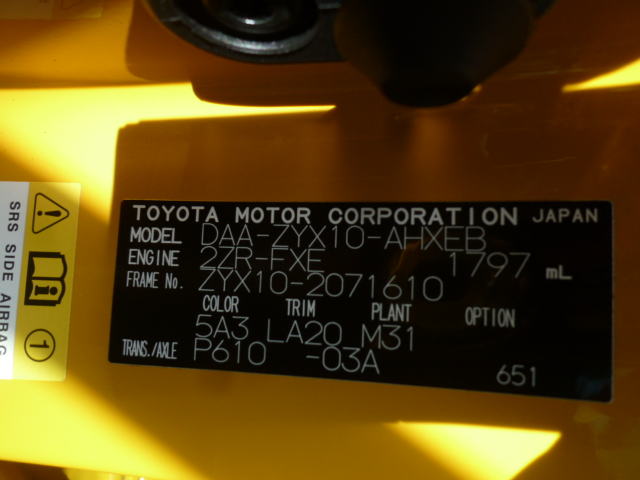 TOYOTA MOTOR CORPORATION JAPAN
MODEL DAA-ZYX10-AHXEB
ENGINE 2ZR-FXE 1797 mL
FRAME No. ZYX10-2071610
COLOR TRIM PLANT OPTION
5A3 LA20 M31
TRANS./AXLE P610 -03A
651
SRS SIDE AIRBAG
1